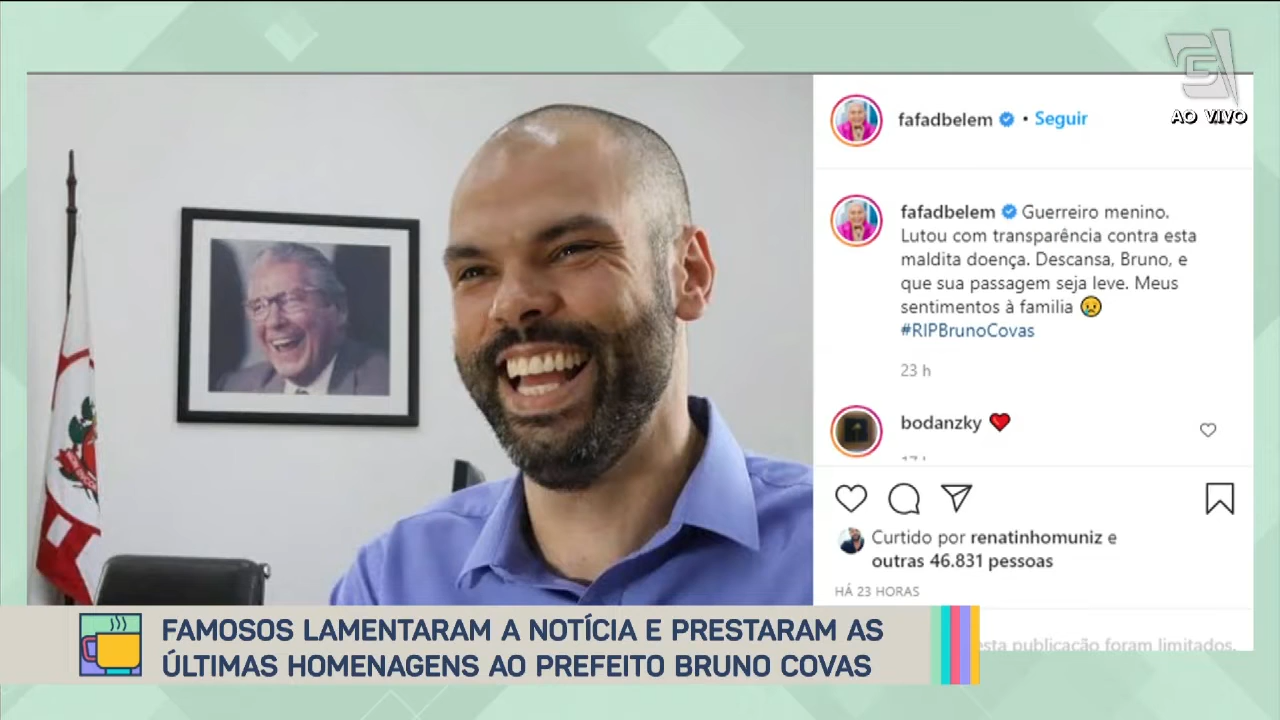 AO VIVO
fafadbelem • Seguir
fafadbelem Guerreiro menino.
Lutou com transparência contra esta
maldita doença. Descansa, Bruno, e
que sua passagem seja leve. Meus
sentimentos à familia 😥
#RIPBrunoCovas
23 h
bodanzky ❤️
Curtido por renatinhomuniz e
outras 46.831 pessoas
HÁ 23 HORAS
esta publicação foram limitados.
FAMOSOS LAMENTARAM A NOTÍCIA E PRESTARAM AS
ÚLTIMAS HOMENAGENS AO PREFEITO BRUNO COVAS